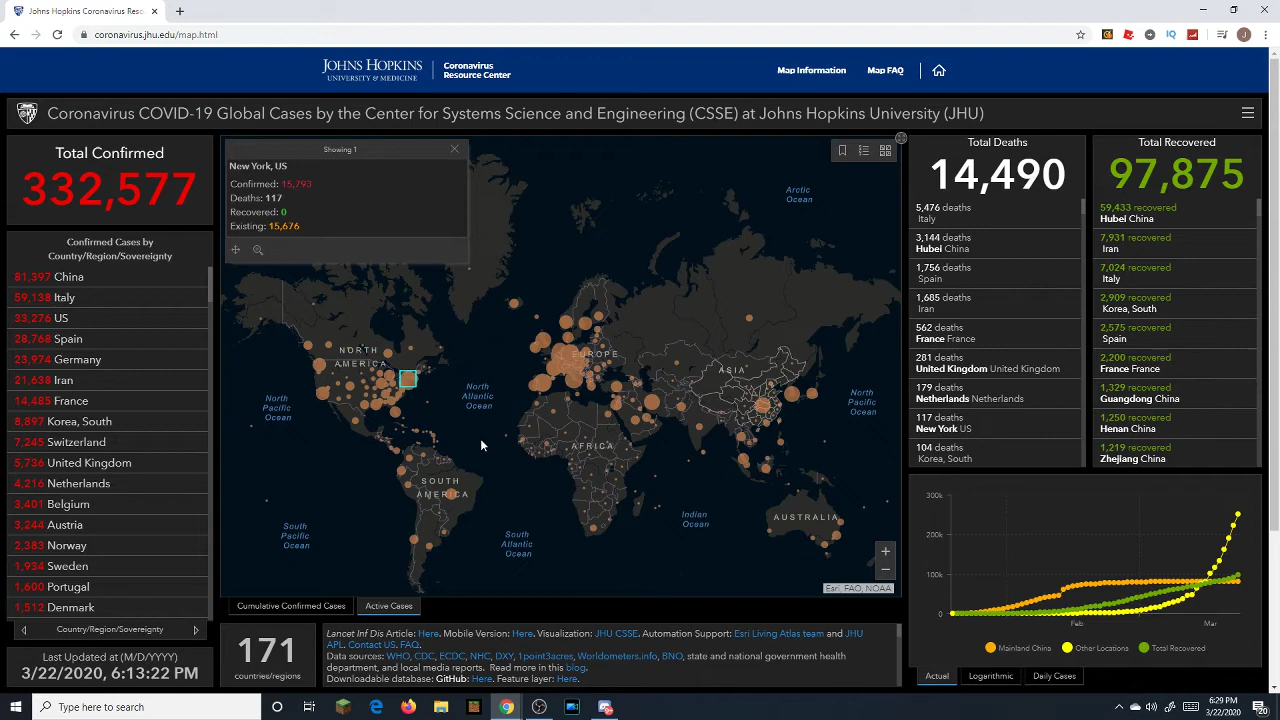 Johns Hopkins Coronavirus Reso
coronavirus.jhu.edu/map.html
JOHNS HOPKINS
UNIVERSITY & MEDICINE
Coronavirus
Resource Center
Map Information
Map FAQ
Coronavirus COVID-19 Global Cases by the Center for Systems Science and Engineering (CSSE) at Johns Hopkins University (JHU)
Total Confirmed
332,577
Confirmed Cases by
Country/Region/Sovereignty
81,397 China
59,138 Italy
33,276 US
28,768 Spain
23,974 Germany
21,638 Iran
14,485 France
8,897 Korea, South
7,245 Switzerland
5,736 United Kingdom
4,216 Netherlands
3,401 Belgium
3,244 Austria
2,383 Norway
1,934 Sweden
1,600 Portugal
1,512 Denmark
Country/Region/Sovereignty
Last Updated at (M/D/YYYY)
3/22/2020, 6:13:22 PM
Showing 1
New York, US
Confirmed: 15,793
Deaths: 117
Recovered: 0
Existing: 15,676
Arctic
Ocean
NORTH
AMERICA
EUROPE
ASIA
North
Pacific
Ocean
North
Atlantic
Ocean
North
Pacific
Ocean
AFRICA
SOUTH
AMERICA
Indian
Ocean
AUSTRALIA
South
Pacific
Ocean
South
Atlantic
Ocean
Esri, FAO, NOAA
Cumulative Confirmed Cases
Active Cases
171
countries/regions
Lancet Inf Dis Article: Here. Mobile Version: Here. Visualization: JHU CSSE. Automation Support: Esri Living Atlas team and JHU
APL. Contact US. FAQ.
Data sources: WHO, CDC, ECDC, NHC, DXY, 1point3acres, Worldometers.info, BNO, state and national government health
department, and local media reports. Read more in this blog.
Downloadable database: GitHub: Here. Feature layer: Here.
Total Deaths
14,490
5,476 deaths
Italy
3,144 deaths
Hubei China
1,756 deaths
Spain
1,685 deaths
Iran
562 deaths
France France
281 deaths
United Kingdom United Kingdom
179 deaths
Netherlands Netherlands
117 deaths
New York US
104 deaths
Korea, South
Total Recovered
97,875
59,433 recovered
Hubei China
7,931 recovered
Iran
7,024 recovered
Italy
2,909 recovered
Korea, South
2,575 recovered
Spain
2,200 recovered
France France
1,329 recovered
Guangdong China
1,250 recovered
Henan China
1,219 recovered
Zhejiang China
300k
200k
100k
0
Feb
Mar
Mainland China
Other Locations
Total Recovered
Actual
Logarithmic
Daily Cases
Type here to search
6:29 PM
3/22/2020
20